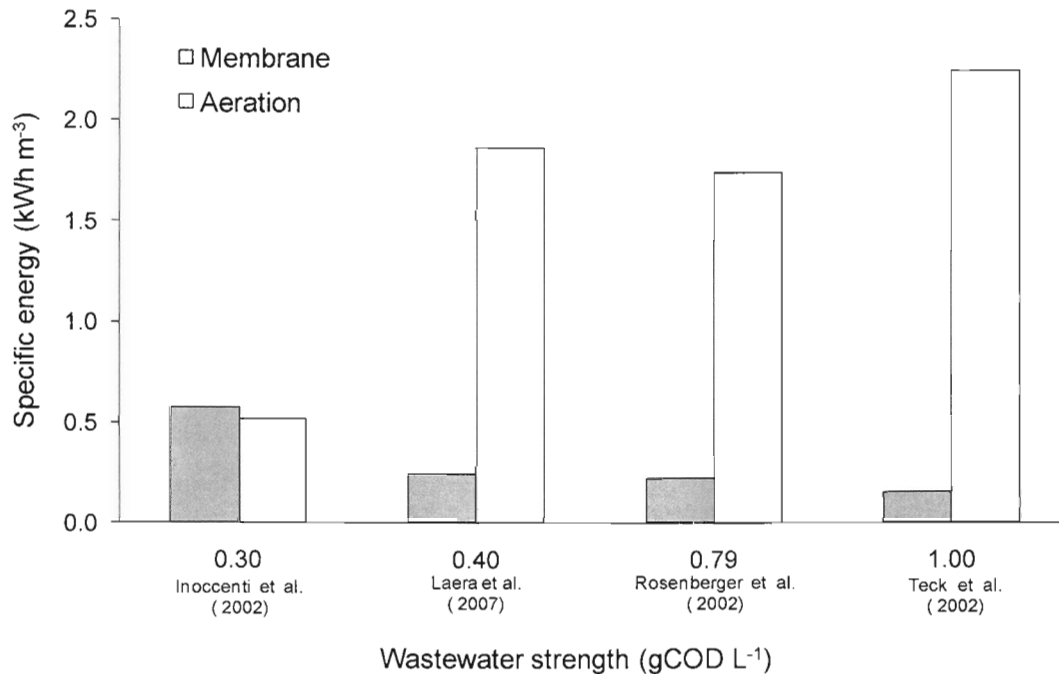 2.5
2.0
1.5
1.0
0.5
0.0
Specific energy (kWh m⁻³)
Membrane
Aeration
0.30 0.40 0.79 1.00
Inoccenti et al. Laera et al. Rosenberger et al. Teck et al.
(2002) (2007) (2002) (2002)
Wastewater strength (gCOD L⁻¹)